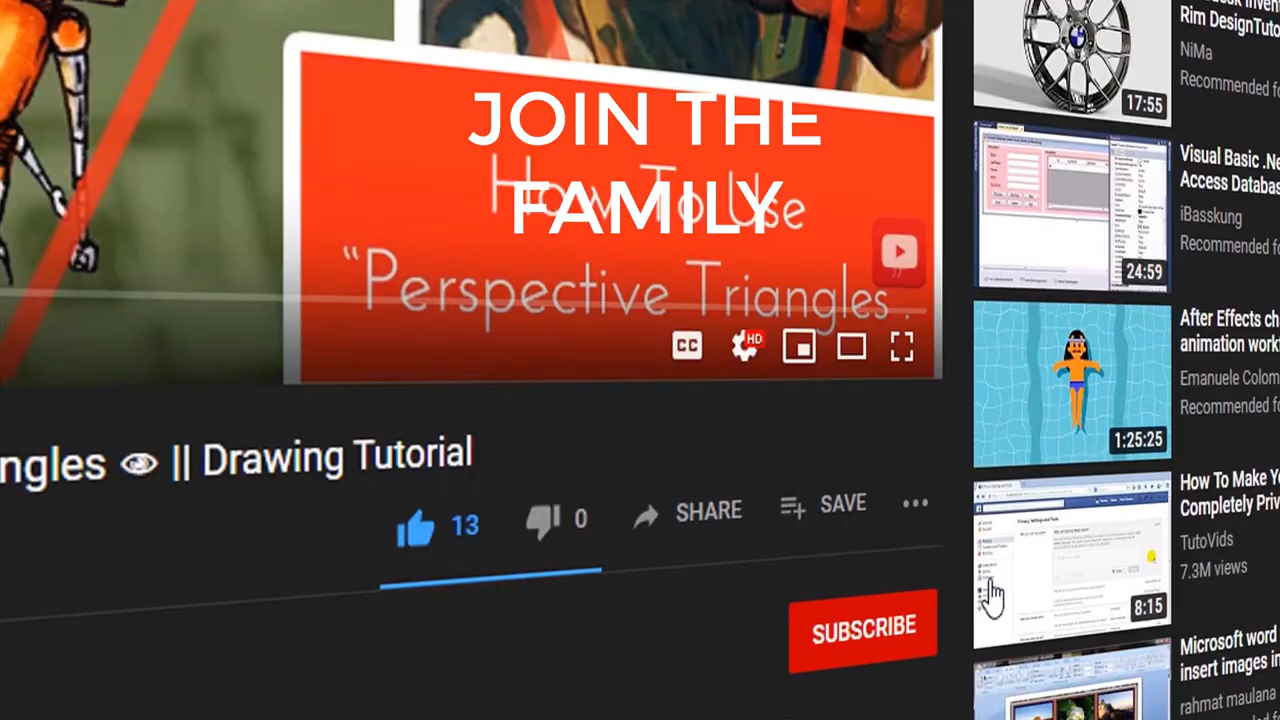 JOIN THE
FAMILY
How To Use
“Perspective Triangles”
CC
HD
ngles 👁 || Drawing Tutorial
13
0
SHARE
SAVE
SUBSCRIBE
Rim DesignTuto
NiMa
Recommended fo
17:55
Visual Basic .Ne
Access Databas
iBasskung
Recommended fo
24:59
After Effects ch
animation work
Emanuele Colom
Recommended fo
1:25:25
How To Make Yo
Completely Priv
TutoVids
7.3M views
8:15
Microsoft word
insert images in
rahmat maulana